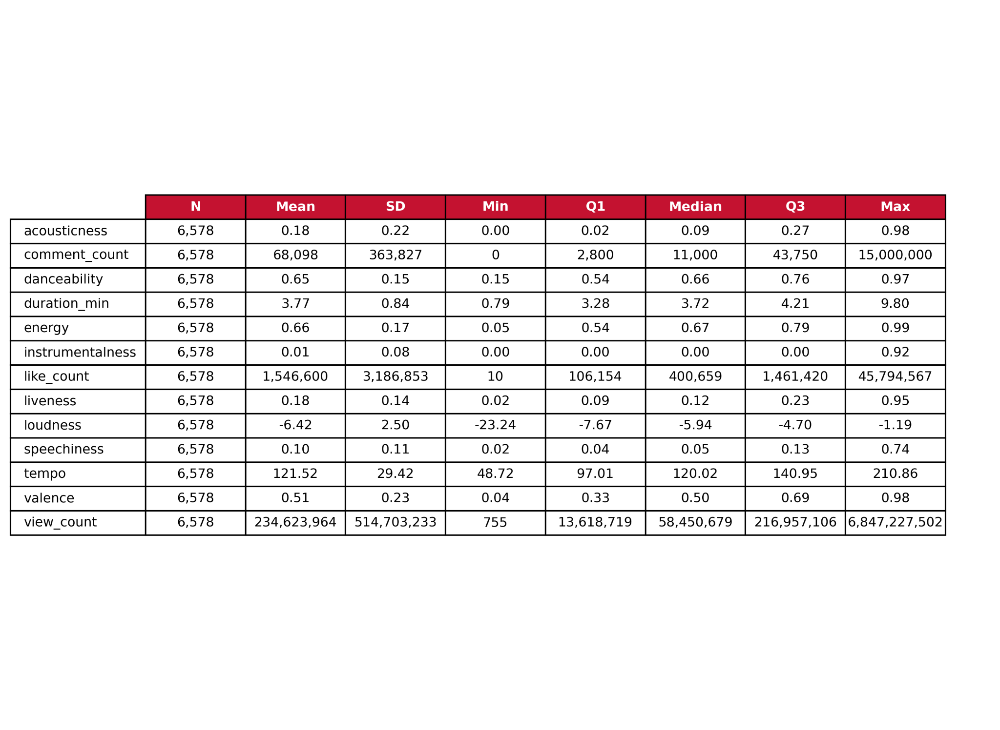 N Mean SD Min Q1 Median Q3 Max
acousticness 6,578 0.18 0.22 0.00 0.02 0.09 0.27 0.98
comment_count 6,578 68,098 363,827 0 2,800 11,000 43,750 15,000,000
danceability 6,578 0.65 0.15 0.15 0.54 0.66 0.76 0.97
duration_min 6,578 3.77 0.84 0.79 3.28 3.72 4.21 9.80
energy 6,578 0.66 0.17 0.05 0.54 0.67 0.79 0.99
instrumentalness 6,578 0.01 0.08 0.00 0.00 0.00 0.00 0.92
like_count 6,578 1,546,600 3,186,853 10 106,154 400,659 1,461,420 45,794,567
liveness 6,578 0.18 0.14 0.02 0.09 0.12 0.23 0.95
loudness 6,578 -6.42 2.50 -23.24 -7.67 -5.94 -4.70 -1.19
speechiness 6,578 0.10 0.11 0.02 0.04 0.05 0.13 0.74
tempo 6,578 121.52 29.42 48.72 97.01 120.02 140.95 210.86
valence 6,578 0.51 0.23 0.04 0.33 0.50 0.69 0.98
view_count 6,578 234,623,964 514,703,233 755 13,618,719 58,450,679 216,957,106 6,847,227,502